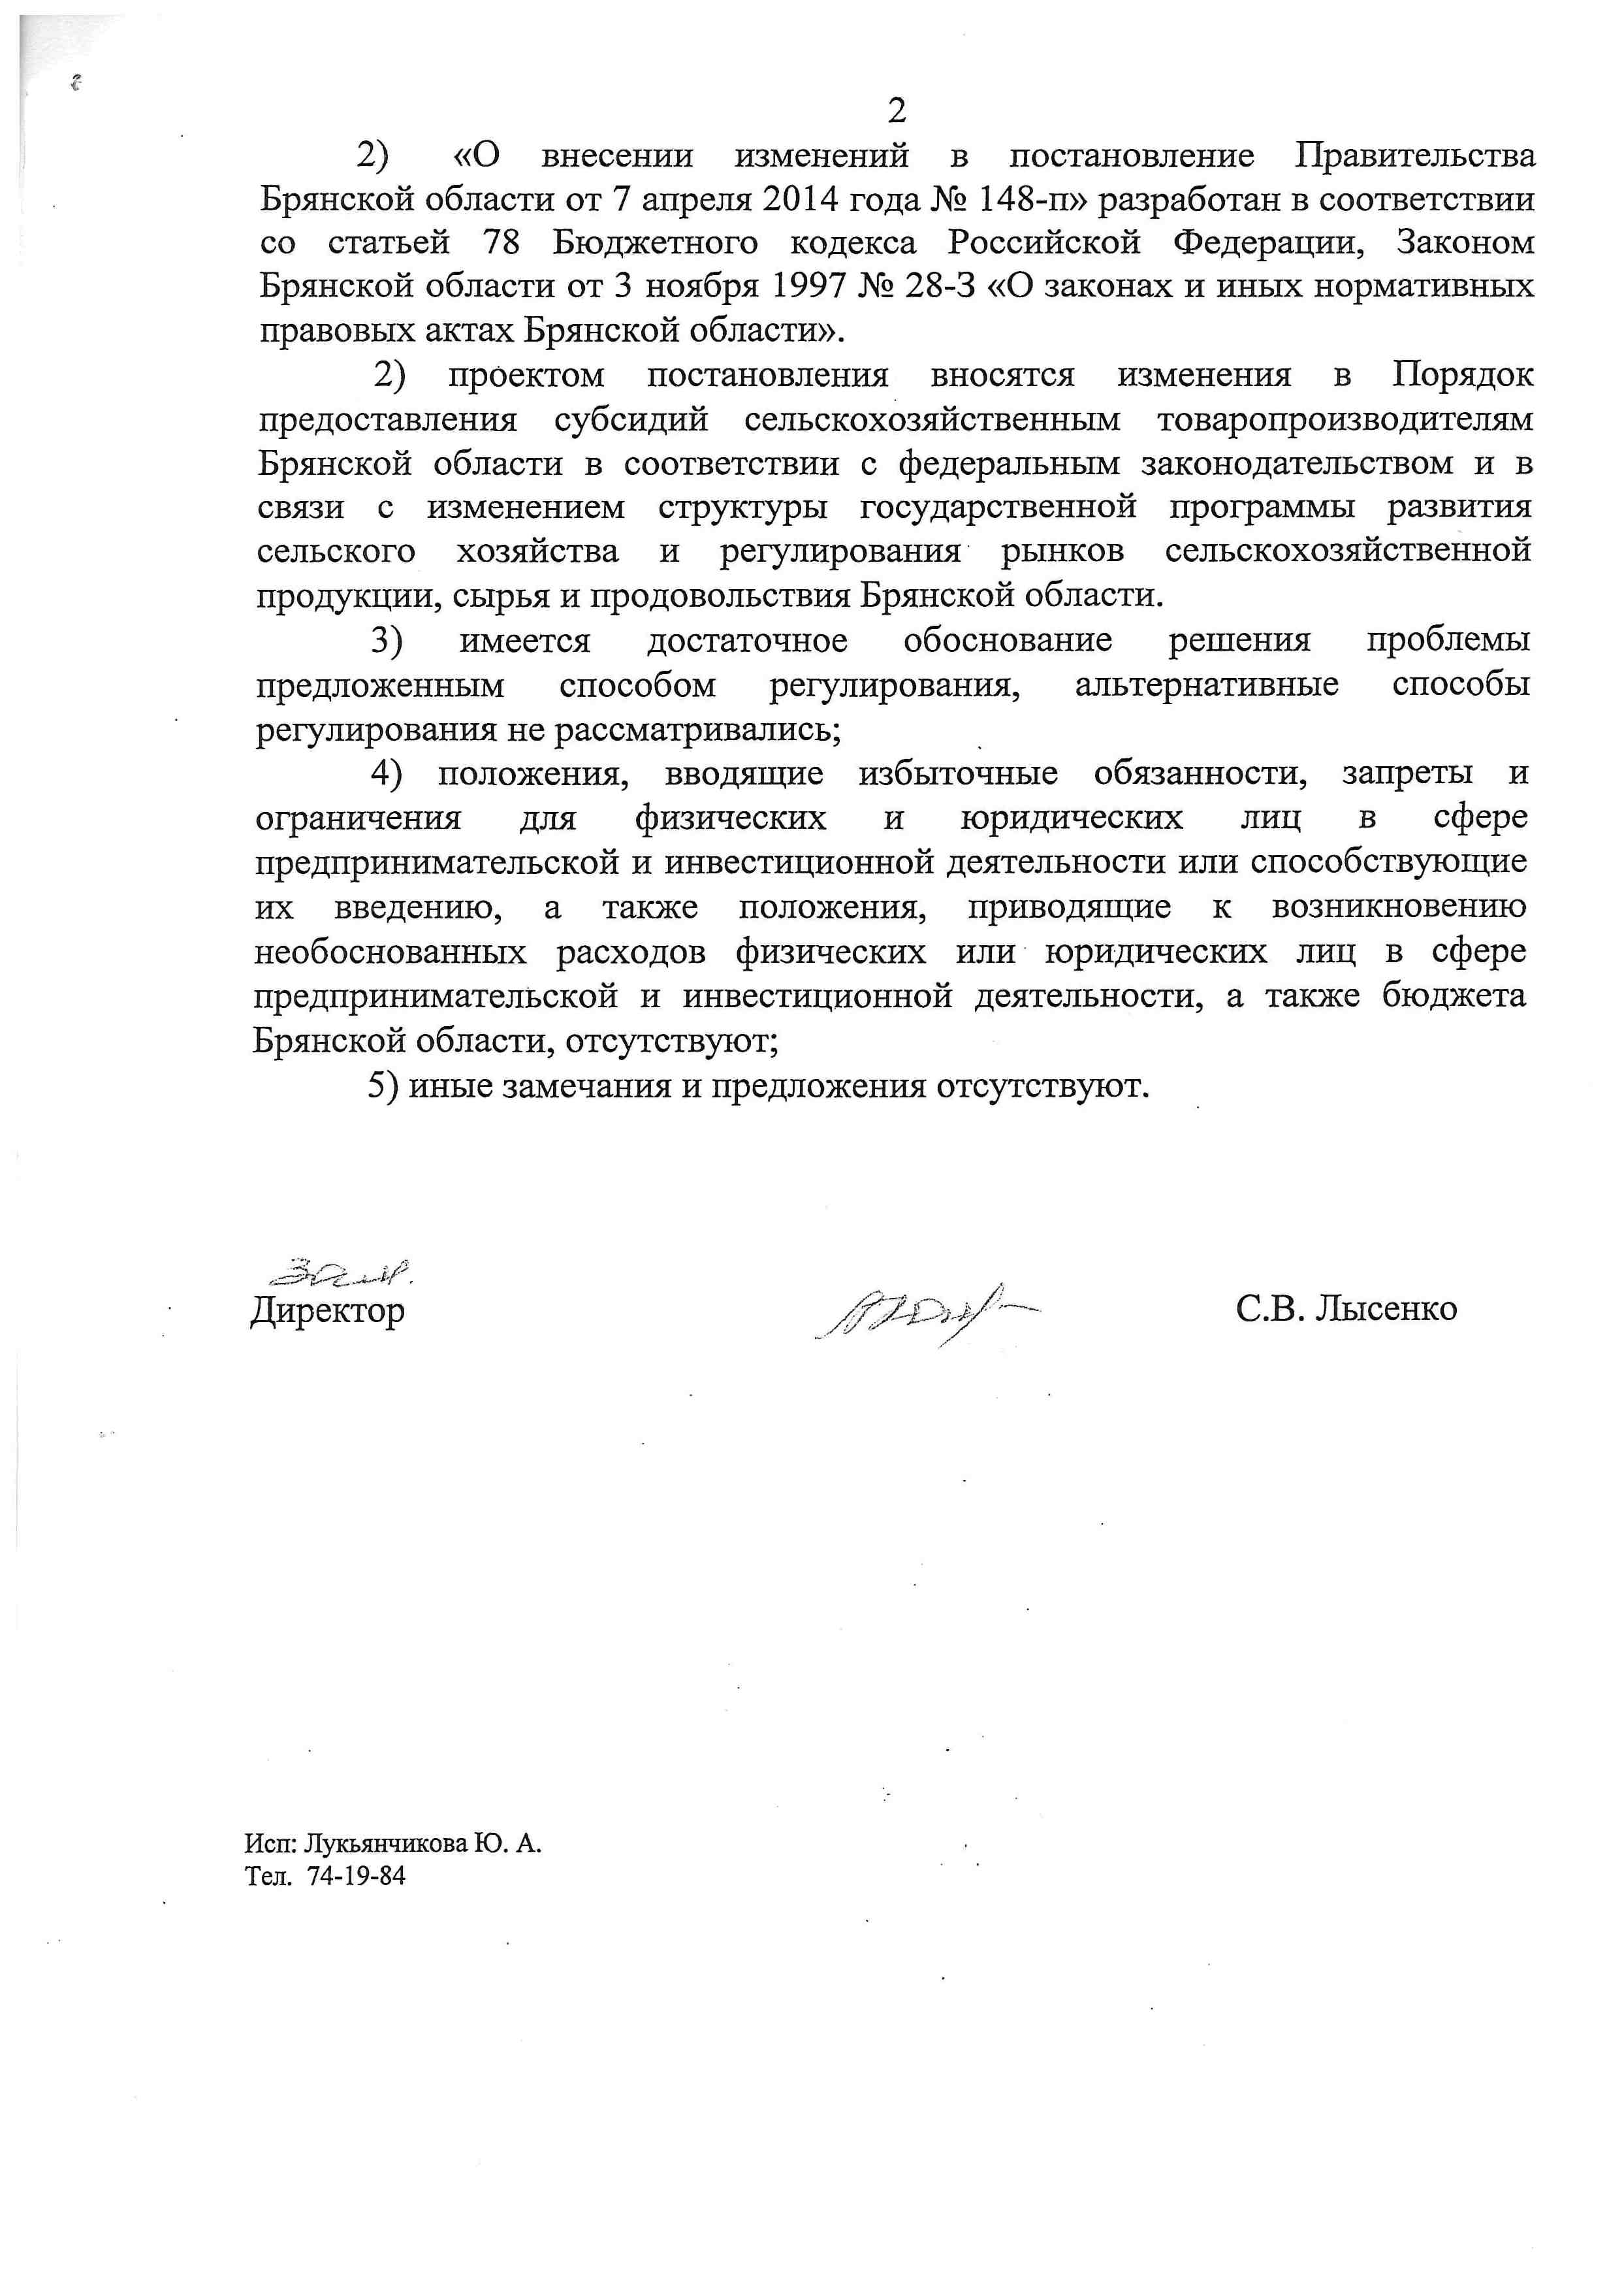 2
2) «О внесении изменений в постановление Правительства
Брянской области от 7 апреля 2014 года № 148-п» разработан в соответствии
со статьей 78 Бюджетного кодекса Российской Федерации, Законом
Брянской области от 3 ноября 1997 № 28-З «О законах и иных нормативных
правовых актах Брянской области».
2) проектом постановления вносятся изменения в Порядок
предоставления субсидий сельскохозяйственным товаропроизводителям
Брянской области в соответствии с федеральным законодательством и в
связи с изменением структуры государственной программы развития
сельского хозяйства и регулирования рынков сельскохозяйственной
продукции, сырья и продовольствия Брянской области.
3) имеется достаточное обоснование решения проблемы
предложенным способом регулирования, альтернативные способы
регулирования не рассматривались;
4) положения, вводящие избыточные обязанности, запреты и
ограничения для физических и юридических лиц в сфере
предпринимательской и инвестиционной деятельности или способствующие
их введению, а также положения, приводящие к возникновению
необоснованных расходов физических или юридических лиц в сфере
предпринимательской и инвестиционной деятельности, а также бюджета
Брянской области, отсутствуют;
5) иные замечания и предложения отсутствуют.
Зам.
Директор С.В. Лысенко
Исп: Лукьянчикова Ю. А.
Тел. 74-19-84